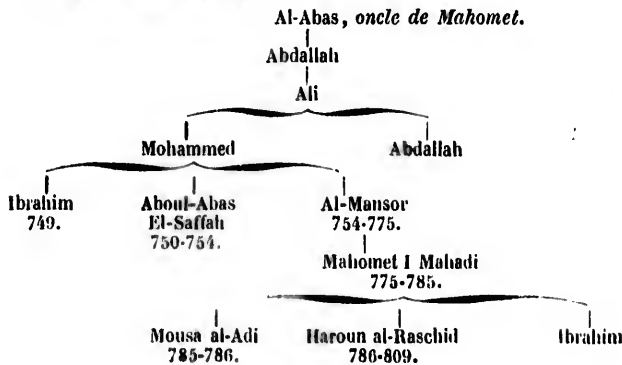 Al-Abas, oncle de Mahomet.
Abdallah
Ali
Mohammed Abdallah
Ibrahim Aboul-Abas Al-Mansor
749. El-Saffah 754-775.
750-754.
Mahomet I Mahadi
775-785.
Mousa al-Adi Haroun al-Raschid Ibrahim
785-786. 786-809.